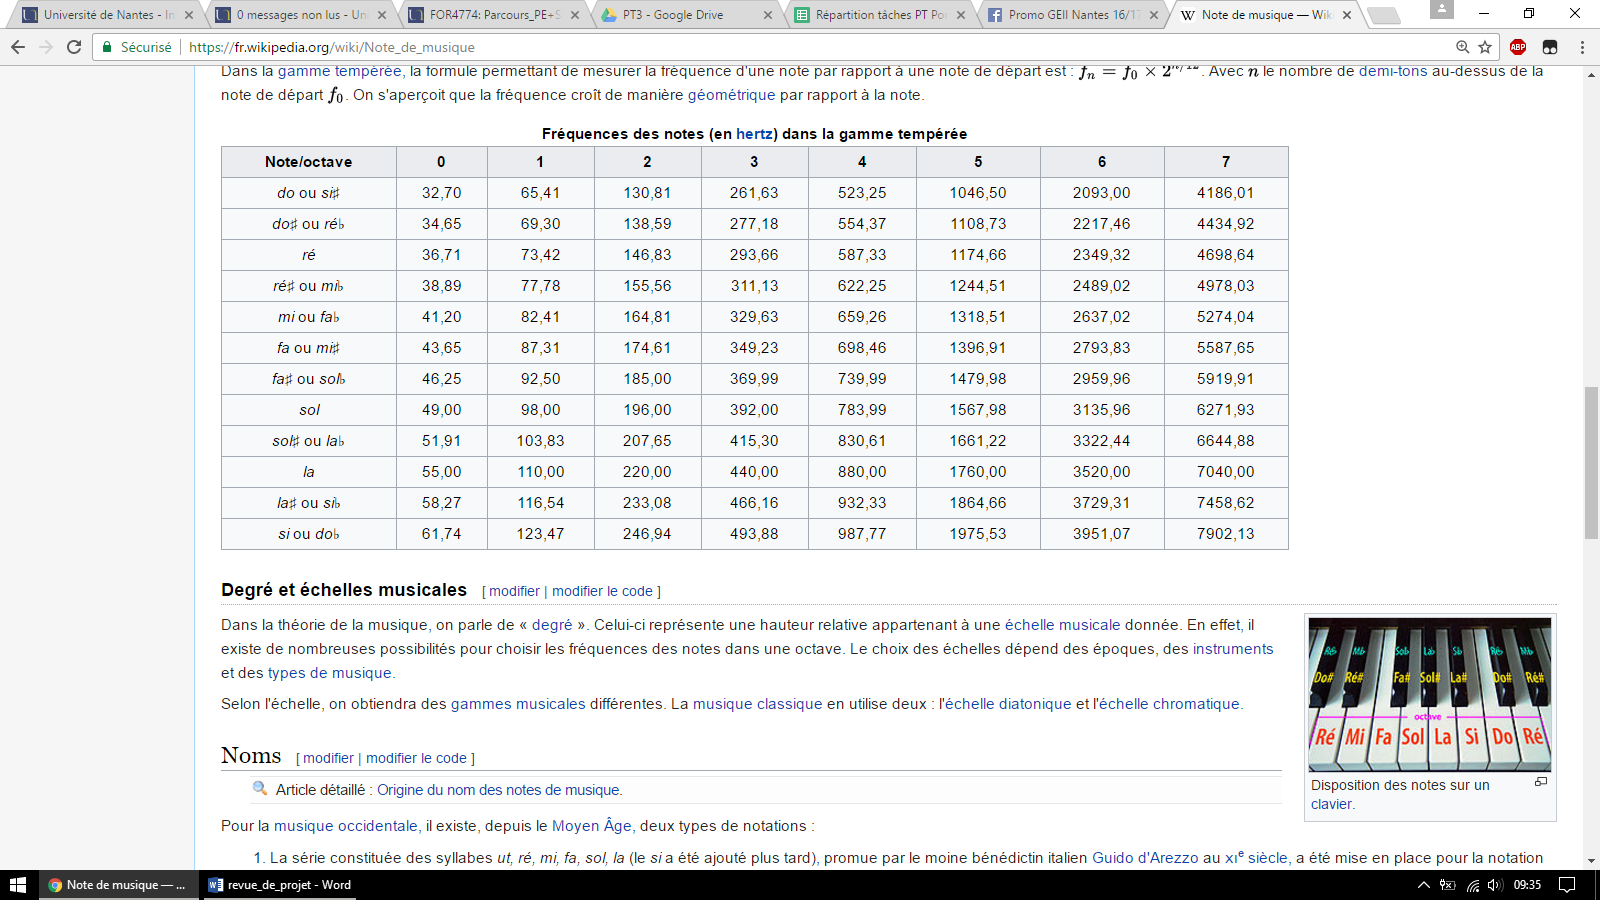 Université de Nantes - In
0 messages non lus - Uni
FOR4774: Parcours_PE+S
PT3 - Google Drive
Répartition tâches PT Po
Promo GEII Nantes 16/17
Note de musique — Wik
Sécurisé
https://fr.wikipedia.org/wiki/Note_de_musique
ABP
Dans la gamme tempérée, la formule permettant de mesurer la fréquence d'une note par rapport à une note de départ est : fn = f0 × 2^n/12. Avec n le nombre de demi-tons au-dessus de la
note de départ f0. On s'aperçoit que la fréquence croît de manière géométrique par rapport à la note.
Fréquences des notes (en hertz) dans la gamme tempérée
Note/octave 0 1 2 3 4 5 6 7
do ou si♯ 32,70 65,41 130,81 261,63 523,25 1046,50 2093,00 4186,01
do♯ ou ré♭ 34,65 69,30 138,59 277,18 554,37 1108,73 2217,46 4434,92
ré 36,71 73,42 146,83 293,66 587,33 1174,66 2349,32 4698,64
ré♯ ou mi♭ 38,89 77,78 155,56 311,13 622,25 1244,51 2489,02 4978,03
mi ou fa♭ 41,20 82,41 164,81 329,63 659,26 1318,51 2637,02 5274,04
fa ou mi♯ 43,65 87,31 174,61 349,23 698,46 1396,91 2793,83 5587,65
fa♯ ou sol♭ 46,25 92,50 185,00 369,99 739,99 1479,98 2959,96 5919,91
sol 49,00 98,00 196,00 392,00 783,99 1567,98 3135,96 6271,93
sol♯ ou la♭ 51,91 103,83 207,65 415,30 830,61 1661,22 3322,44 6644,88
la 55,00 110,00 220,00 440,00 880,00 1760,00 3520,00 7040,00
la♯ ou si♭ 58,27 116,54 233,08 466,16 932,33 1864,66 3729,31 7458,62
si ou do♭ 61,74 123,47 246,94 493,88 987,77 1975,53 3951,07 7902,13
Degré et échelles musicales [ modifier | modifier le code ]
Dans la théorie de la musique, on parle de « degré ». Celui-ci représente une hauteur relative appartenant à une échelle musicale donnée. En effet, il
existe de nombreuses possibilités pour choisir les fréquences des notes dans une octave. Le choix des échelles dépend des époques, des instruments
et des types de musique.
Selon l'échelle, on obtiendra des gammes musicales différentes. La musique classique en utilise deux : l'échelle diatonique et l'échelle chromatique.
Ré♭ Mi♭ Sol♭ La♭ Si♭ Ré♭ Mi♭
Do# Ré# Fa# Sol# La# Do# Ré#
octave
Ré Mi Fa Sol La Si Do Ré
Disposition des notes sur un
clavier.
Noms [ modifier | modifier le code ]
Article détaillé : Origine du nom des notes de musique.
Pour la musique occidentale, il existe, depuis le Moyen Âge, deux types de notations :
1. La série constituée des syllabes ut, ré, mi, fa, sol, la (le si a été ajouté plus tard), promue par le moine bénédictin italien Guido d'Arezzo au XIe siècle, a été mise en place pour la notation
Note de musique — ...
revue_de_projet - Word
09:35